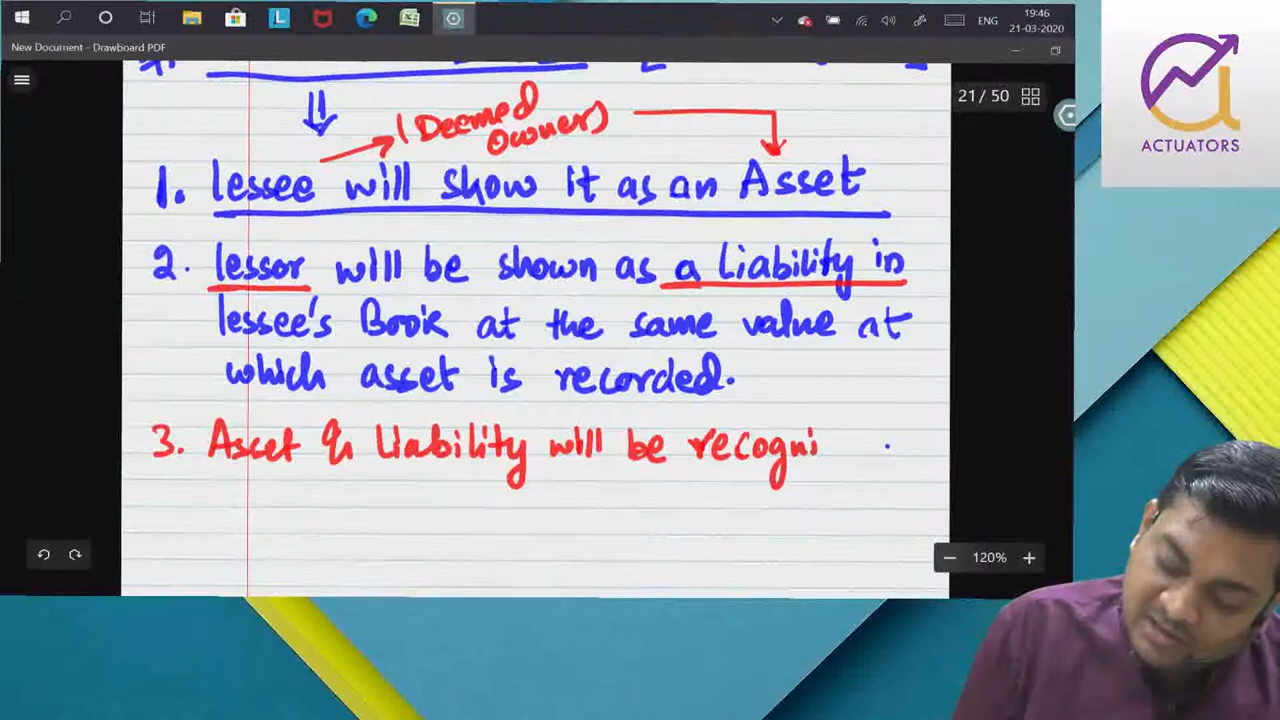 19:46
ENG
21-03-2020
New Document - Drawboard PDF
21 / 50
ACTUATORS
(Deemed
Owner)
1. lessee will show it as an Asset
2. lessor will be shown as a liability in
lessee's Book at the same value at
which asset is recorded.
3. Asset & liability will be recogni
120%